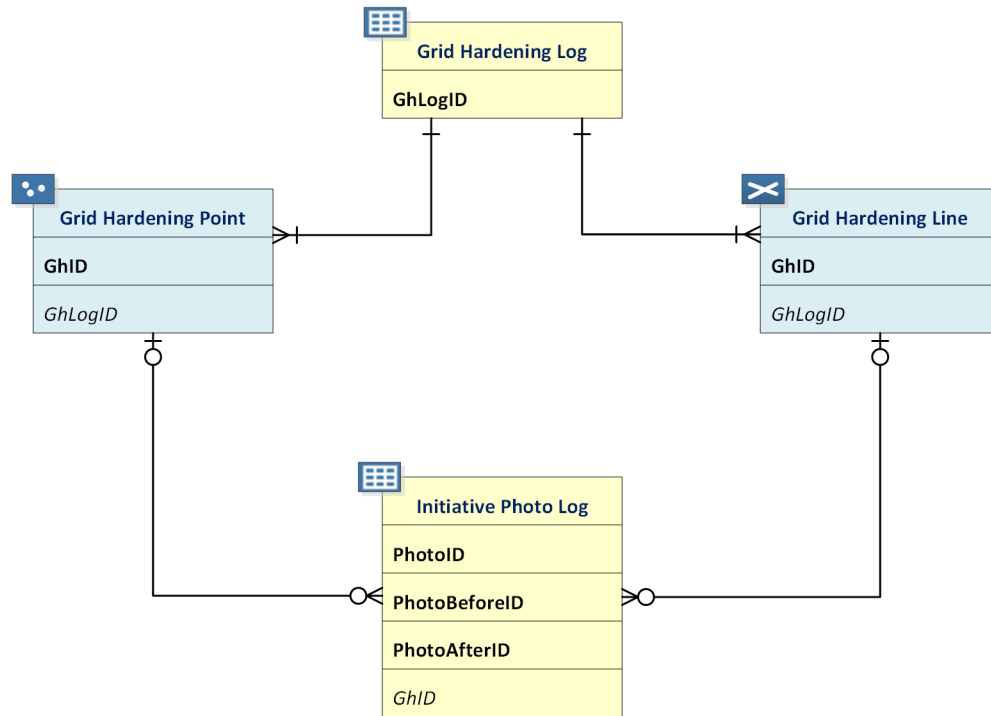 Grid Hardening Log
GhLogID
Grid Hardening Point
GhID
GhLogID
Grid Hardening Line
GhID
GhLogID
Initiative Photo Log
PhotoID
PhotoBeforeID
PhotoAfterID
GhID